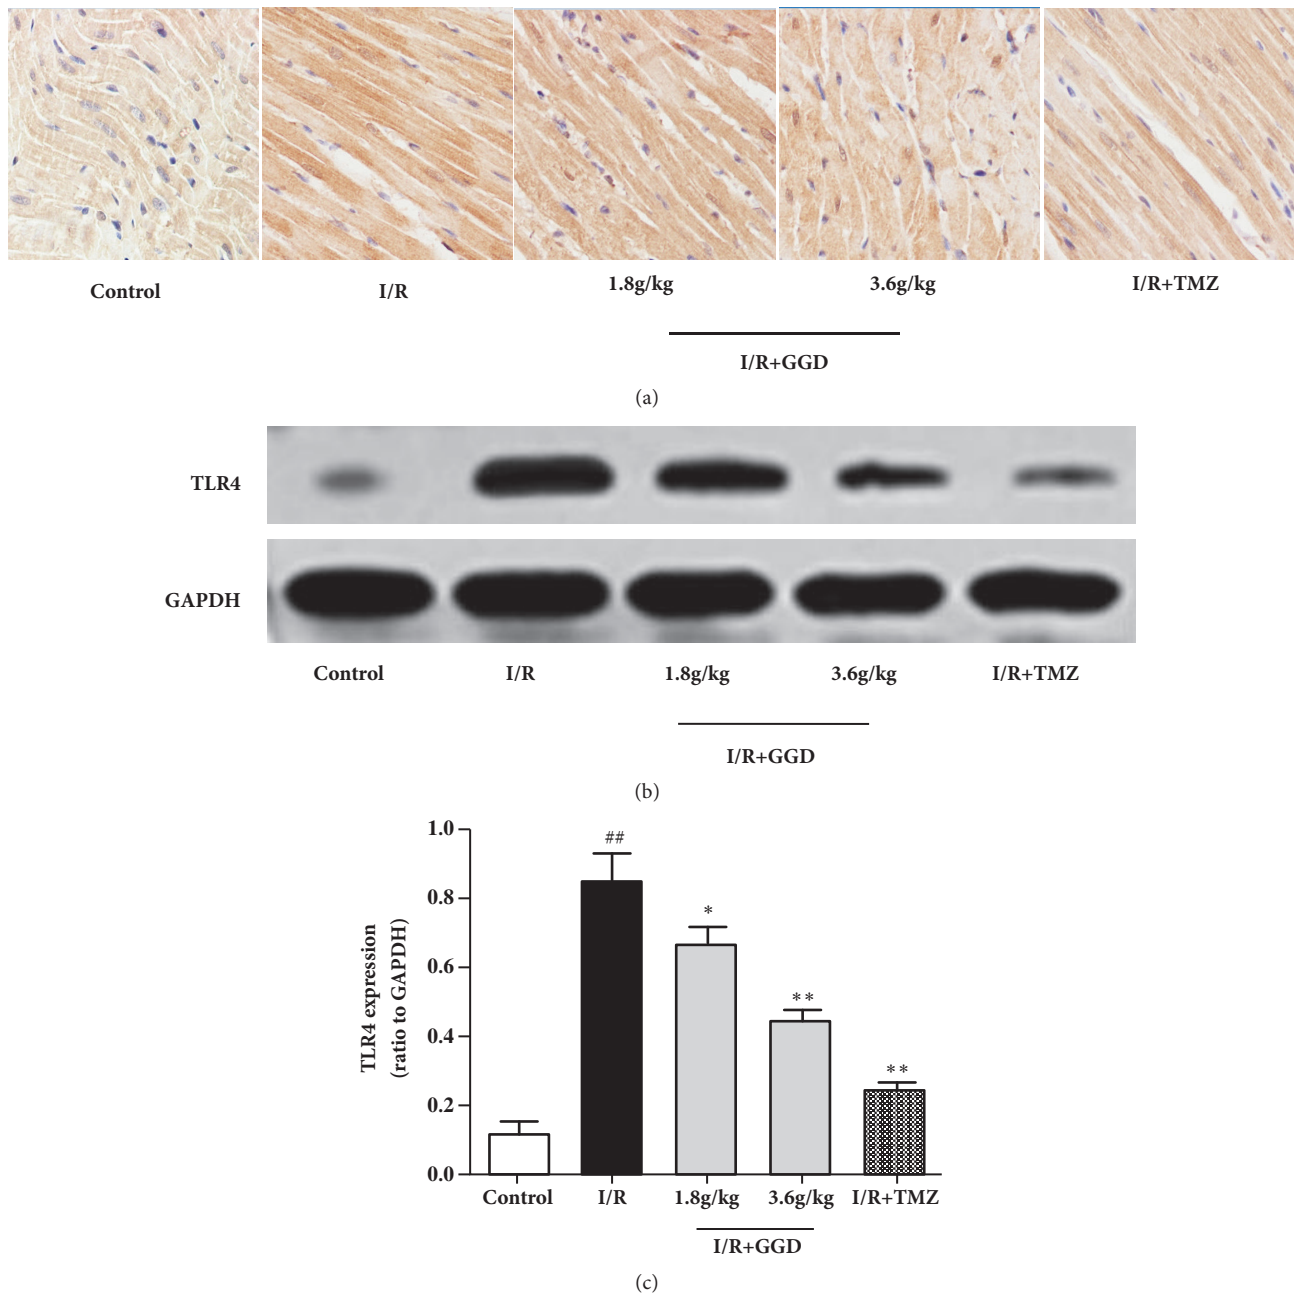 Control I/R 1.8g/kg 3.6g/kg I/R+TMZ
I/R+GGD
(a)
TLR4
GAPDH
Control I/R 1.8g/kg 3.6g/kg I/R+TMZ
I/R+GGD
(b)
1.0
0.8
0.6
0.4
0.2
0.0
TLR4 expression
(ratio to GAPDH)
##
*
**
**
Control I/R 1.8g/kg 3.6g/kg I/R+TMZ
I/R+GGD
(c)